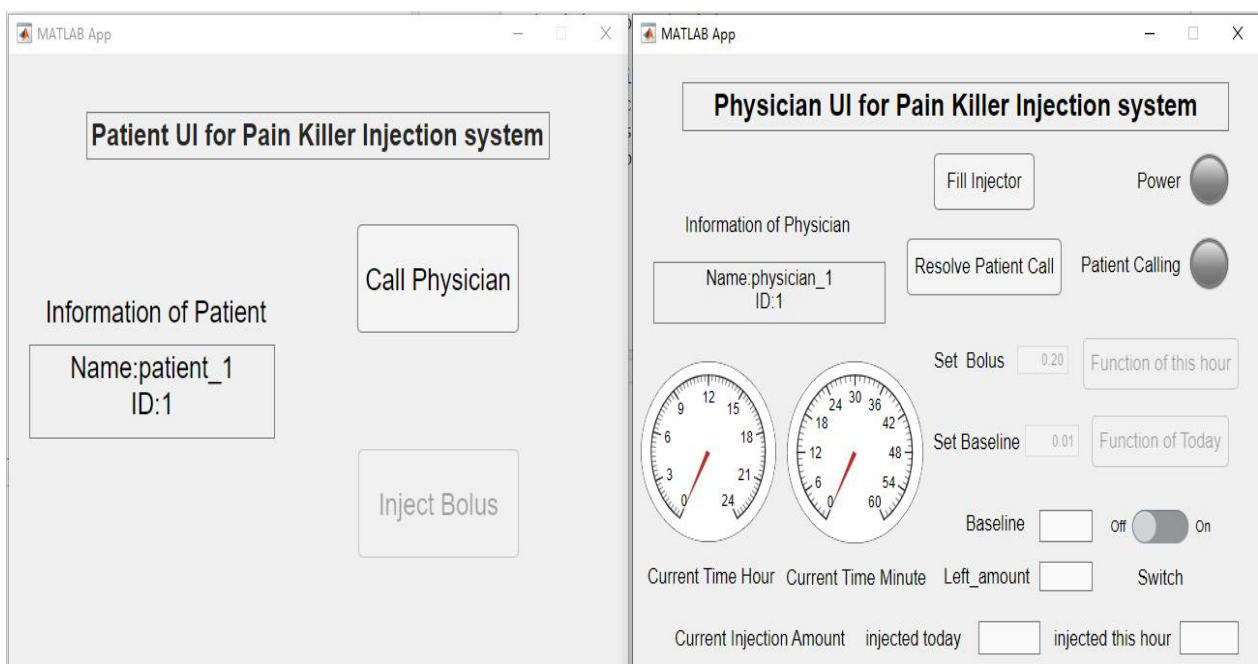 MATLAB App
Patient UI for Pain Killer Injection system
Call Physician
Information of Patient
Name:patient_1
ID:1
Inject Bolus
MATLAB App
Physician UI for Pain Killer Injection system
Fill Injector
Power
Information of Physician
Resolve Patient Call
Patient Calling
Name:physician_1
ID:1
Set Bolus 0.20
Function of this hour
0 3 6 9 12 15 18 21 24
0 6 12 18 24 30 36 42 48 54 60
Set Baseline 0.01
Function of Today
Baseline
Off On
Current Time Hour
Current Time Minute
Left_amount
Switch
Current Injection Amount
injected today
injected this hour